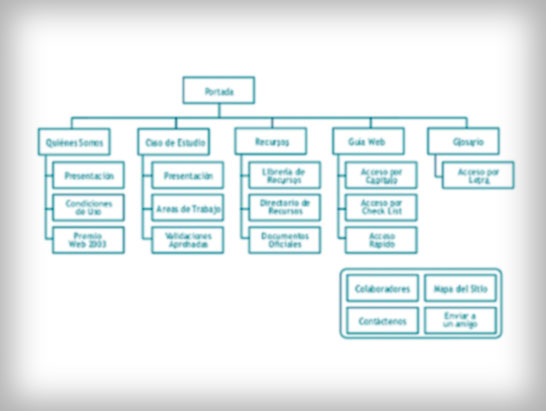 Portada
Quiénes Somos
Caso de Estudio
Recursos
Guía Web
Glosario
Presentación
Condiciones
de Uso
Premio
Web 2003
Presentación
Areas de Trabajo
Validaciones
Aprobadas
Librería de
Recursos
Directorio de
Recursos
Documentos
Oficiales
Acceso por
Capítulo
Acceso por
Check List
Acceso
Rápido
Acceso por
Letra
Colaboradores
Mapa del Sitio
Contáctenos
Enviar a
un amigo